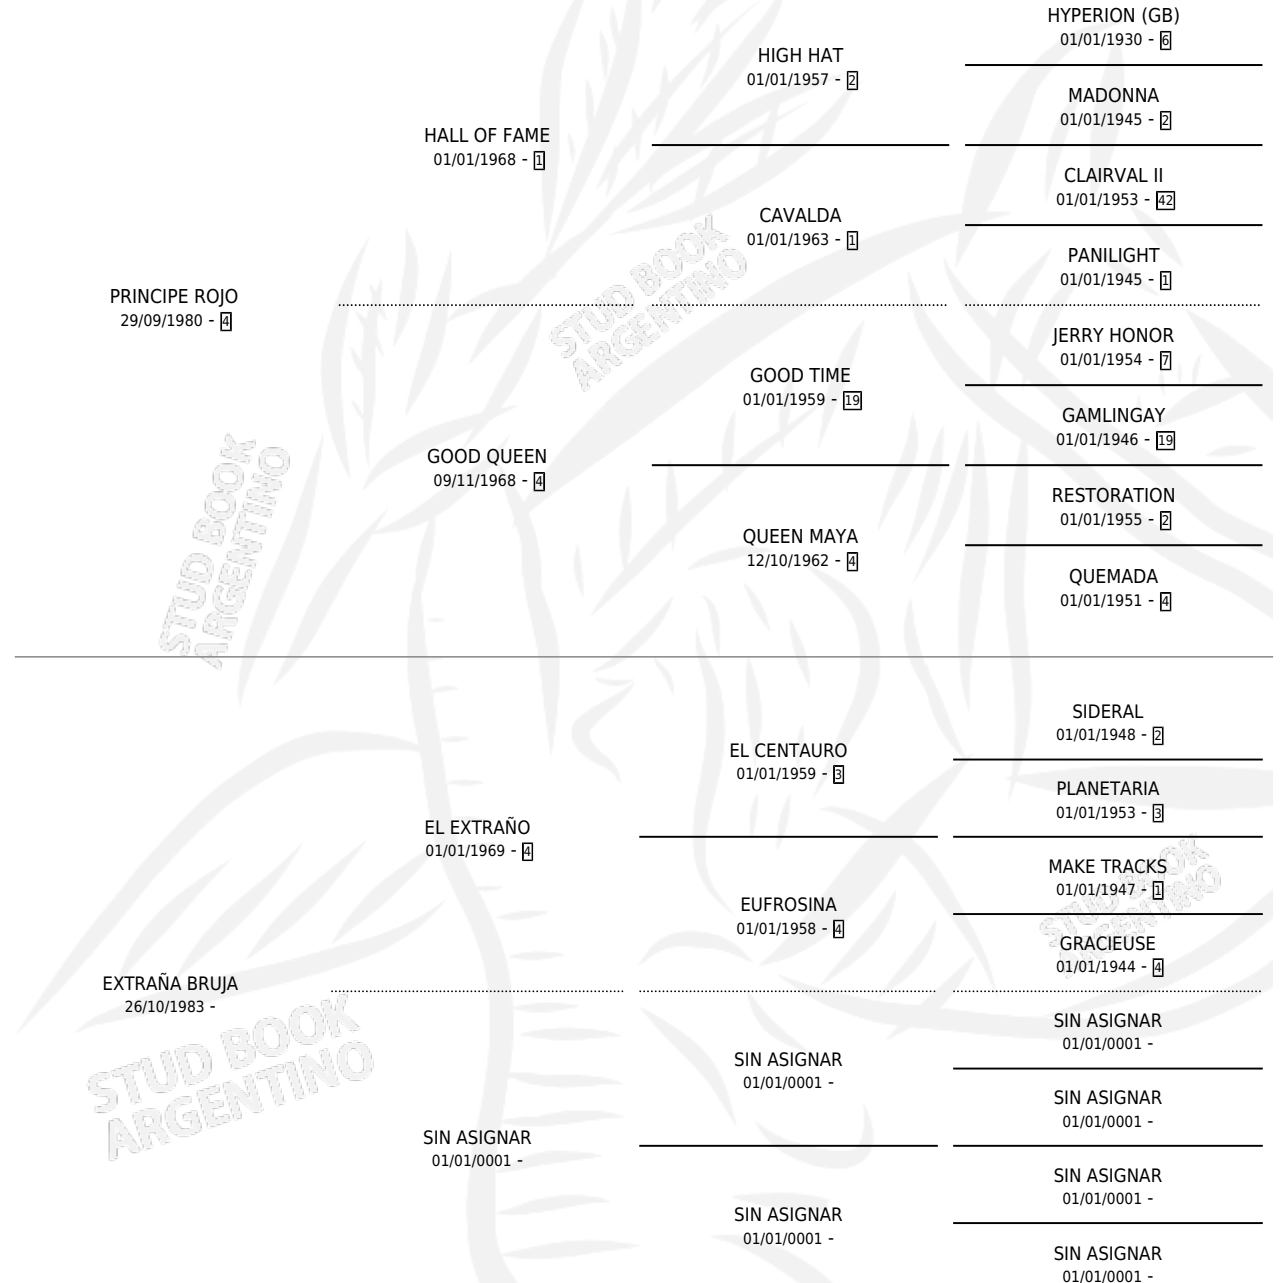 HYPERION (GB)
01/01/1930 - 6
HIGH HAT
01/01/1957 - 2
MADONNA
01/01/1945 - 2
HALL OF FAME
01/01/1968 - 1
CLAIRVAL II
01/01/1953 - 42
CAVALDA
01/01/1963 - 1
PANILIGHT
01/01/1945 - 1
PRINCIPE ROJO
29/09/1980 - 4
JERRY HONOR
01/01/1954 - 7
GOOD TIME
01/01/1959 - 19
GAMLINGAY
01/01/1946 - 19
GOOD QUEEN
09/11/1968 - 4
RESTORATION
01/01/1955 - 2
QUEEN MAYA
12/10/1962 - 4
QUEMADA
01/01/1951 - 4
STUD BOOK
ARGENTINO
STUD BOOK
ARGENTINO
SIDERAL
01/01/1948 - 2
EL CENTAURO
01/01/1959 - 3
PLANETARIA
01/01/1953 - 3
EL EXTRAÑO
01/01/1969 - 4
MAKE TRACKS
01/01/1947 - 1
EUFROSINA
01/01/1958 - 4
GRACIEUSE
01/01/1944 - 4
EXTRAÑA BRUJA
26/10/1983 -
SIN ASIGNAR
01/01/0001 -
SIN ASIGNAR
01/01/0001 -
SIN ASIGNAR
01/01/0001 -
SIN ASIGNAR
01/01/0001 -
SIN ASIGNAR
01/01/0001 -
SIN ASIGNAR
01/01/0001 -
SIN ASIGNAR
01/01/0001 -
STUD BOOK
ARGENTINO
STUD BOOK
ARGENTINO